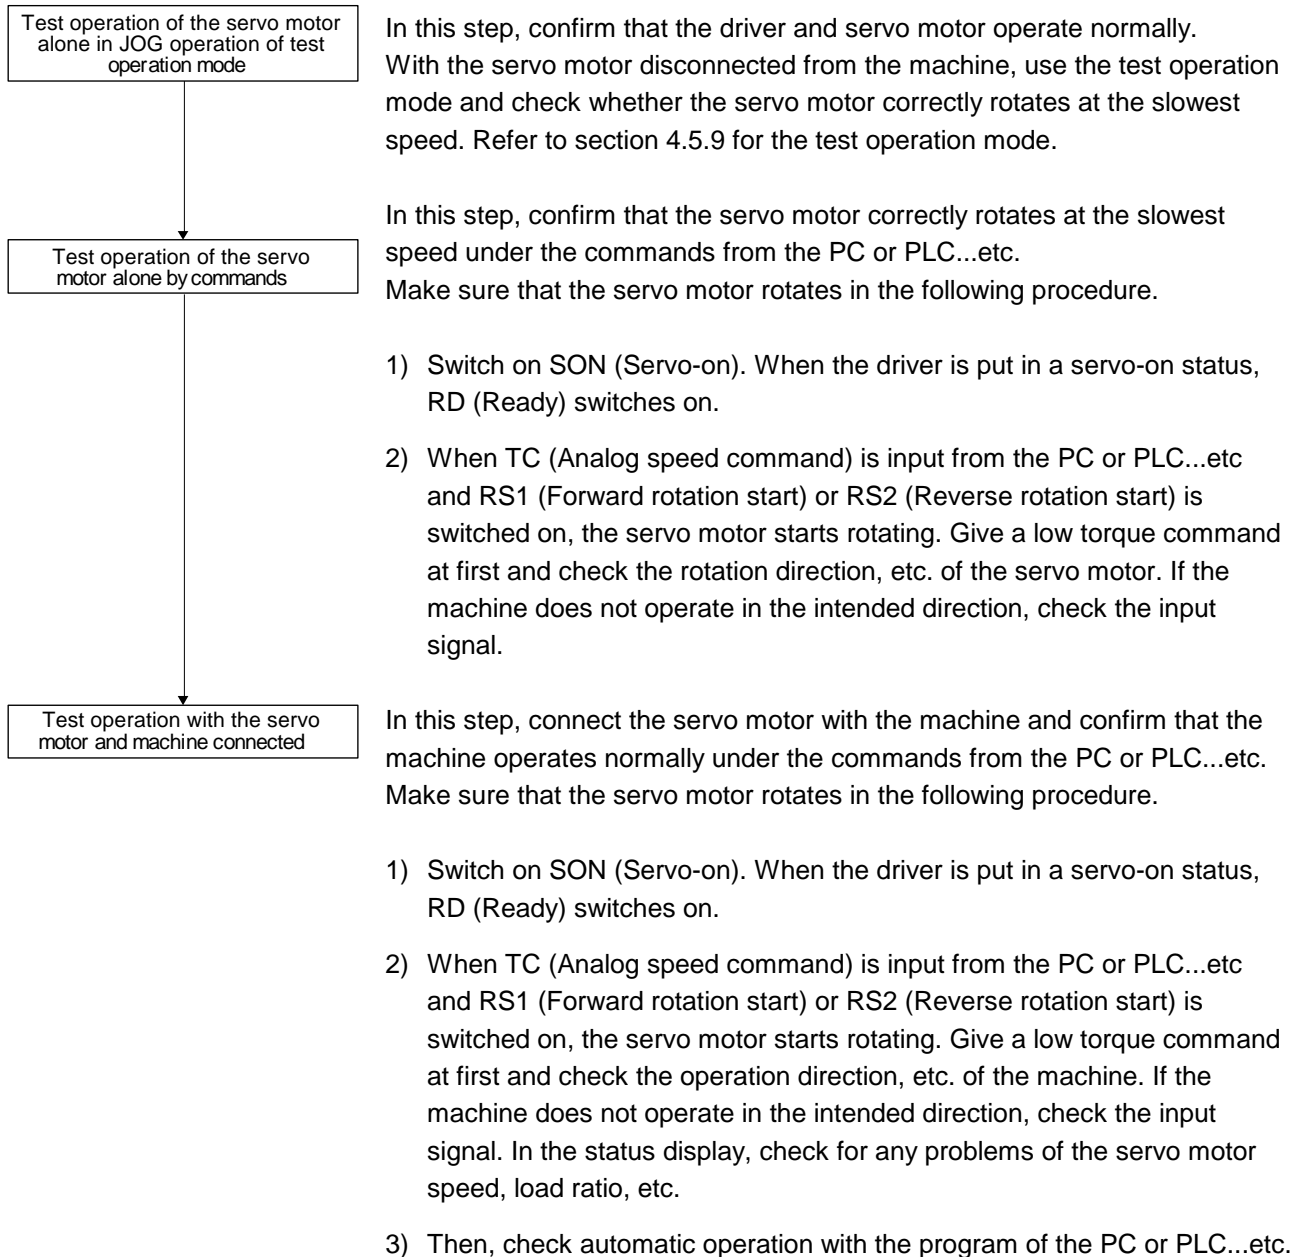 Test operation of the servo motor
alone in JOG operation of test
operation mode
In this step, confirm that the driver and servo motor operate normally.
With the servo motor disconnected from the machine, use the test operation
mode and check whether the servo motor correctly rotates at the slowest
speed. Refer to section 4.5.9 for the test operation mode.
Test operation of the servo
motor alone by commands
In this step, confirm that the servo motor correctly rotates at the slowest
speed under the commands from the PC or PLC...etc.
Make sure that the servo motor rotates in the following procedure.
1) Switch on SON (Servo-on). When the driver is put in a servo-on status,
RD (Ready) switches on.
2) When TC (Analog speed command) is input from the PC or PLC...etc
and RS1 (Forward rotation start) or RS2 (Reverse rotation start) is
switched on, the servo motor starts rotating. Give a low torque command
at first and check the rotation direction, etc. of the servo motor. If the
machine does not operate in the intended direction, check the input
signal.
Test operation with the servo
motor and machine connected
In this step, connect the servo motor with the machine and confirm that the
machine operates normally under the commands from the PC or PLC...etc.
Make sure that the servo motor rotates in the following procedure.
1) Switch on SON (Servo-on). When the driver is put in a servo-on status,
RD (Ready) switches on.
2) When TC (Analog speed command) is input from the PC or PLC...etc
and RS1 (Forward rotation start) or RS2 (Reverse rotation start) is
switched on, the servo motor starts rotating. Give a low torque command
at first and check the operation direction, etc. of the machine. If the
machine does not operate in the intended direction, check the input
signal. In the status display, check for any problems of the servo motor
speed, load ratio, etc.
3) Then, check automatic operation with the program of the PC or PLC...etc.